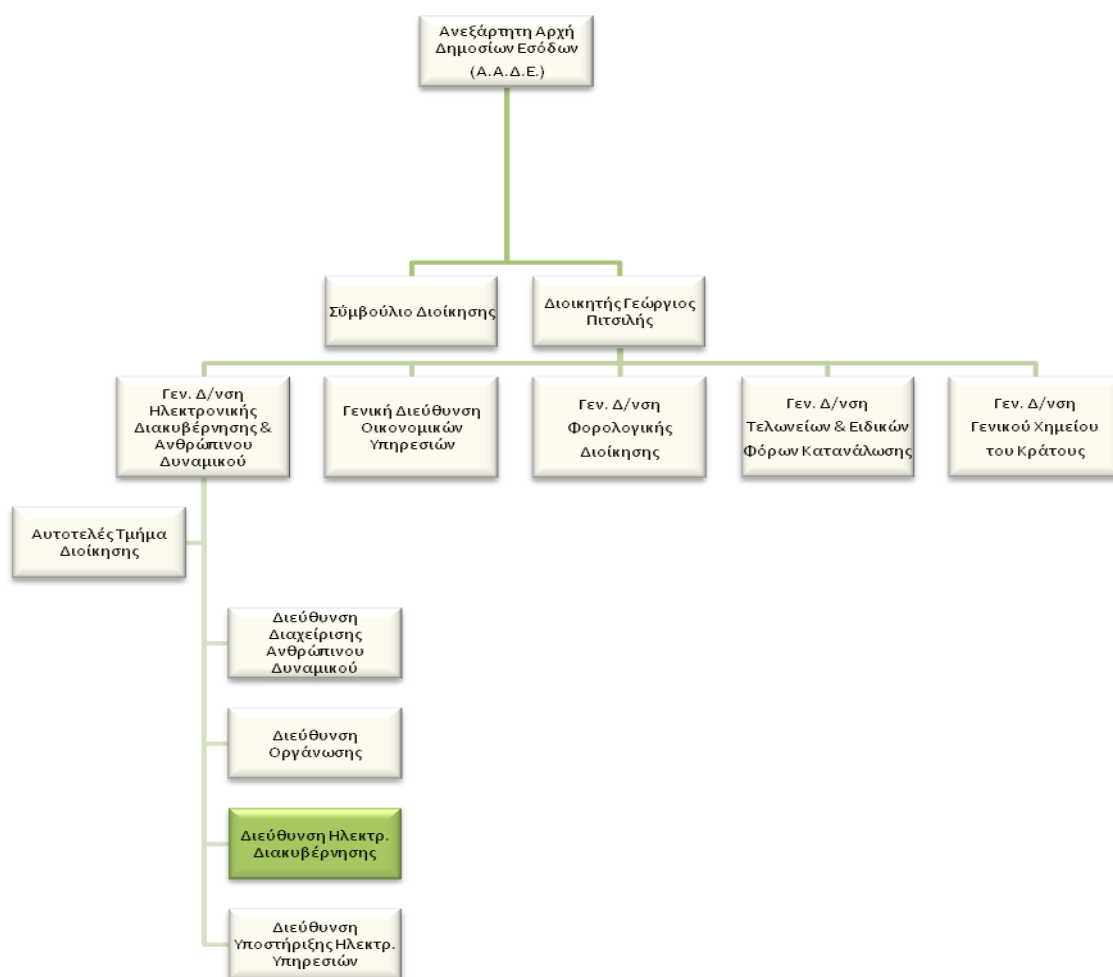 Ανεξάρτητη Αρχή
Δημοσίων Εσόδων
(Α.Α.Δ.Ε.)
Σΰμβούλιο Διοίκησης
Διοικητής Γεώργιος
Πιτσιλής
Γεν. Δ/νση
Ηλεκτρονικής
Διακυβέρνησης &
Ανθρώπινου
Δυναμικού
Γενική Διεύθυνση
Οικονομικών
Υπηρεσιών
Γεν. Δ/νση
Φορολογικής
Διοίκησης
Γεν. Δ/νση
Τελωνείων & Ειδικών
Φόρων Κατανάλωσης
Γεν. Δ/νση
Γενικού Χημείου
του Κράτους
Αυτοτελές Τμήμα
Διοίκησης
Διεύθυνση
Διαχείρισης
Ανθρώπινου
Δυναμικού
Διεύθυνση
Οργάνωσης
Διεύθυνση Ηλεκτρ.
Διακυβέρνησης
Διεύθυνση
Υποστήριξης Ηλεκτρ.
Υπηρεσιών